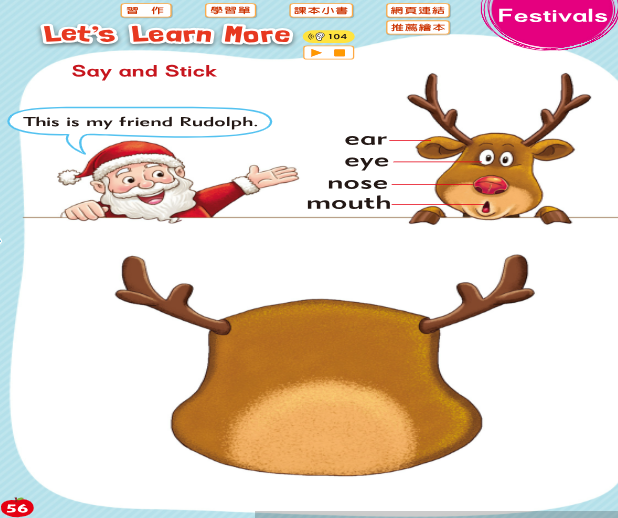 習 作
學習單
課本小書
網頁連結
推薦繪本
Festivals
Let's Learn More
104
Say and Stick
This is my friend Rudolph.
ear
eye
nose
mouth
56